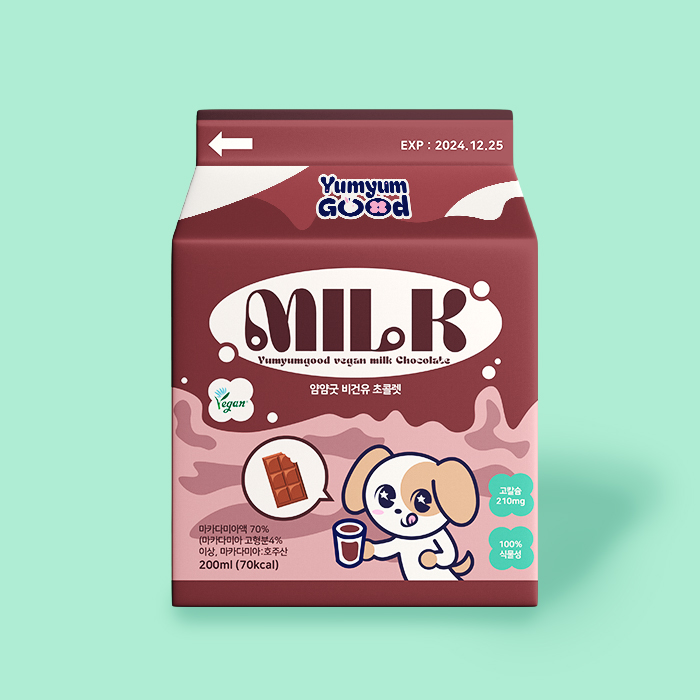 EXP : 2024.12.25
Yumyum
GOOD
MILK
Yumyumgood vegan milk Chocolate
얌얌굿 비건유 초콜렛
Vegan
고칼슘
210mg
100%
식물성
마카다미아액 70%
(마카다미아 고형분4%
이상, 마카다미아:호주산
200ml (70kcal)